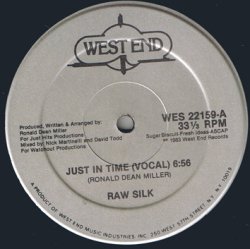 WEST END
Produced, Written & Arranged by:
Ronald Dean Miller
For Just Hits Productions
Mixed by: Nick Martinelli and David Todd
For Watchout Productions
WES 22159-A
33⅓ RPM
Sugar Biscuit-Fresh Ideas-ASCAP
℗ 1983 West End Records
JUST IN TIME (VOCAL) 6:56
(RONALD DEAN MILLER)
RAW SILK
A PRODUCT OF WEST END MUSIC INDUSTRIES INC 250 WEST 57TH STREET, N.Y., N.Y. 10019